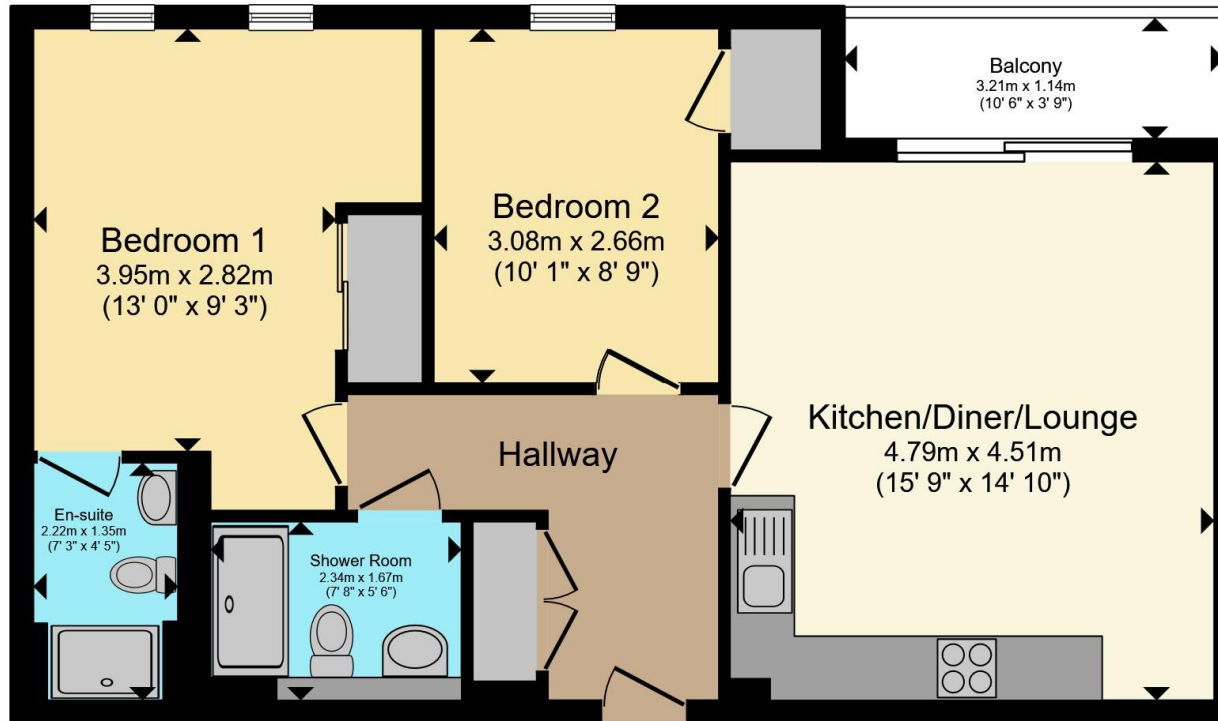 Balcony
3.21m x 1.14m
(10' 6" x 3' 9")
Bedroom 1
3.95m x 2.82m
(13' 0" x 9' 3")
Bedroom 2
3.08m x 2.66m
(10' 1" x 8' 9")
Kitchen/Diner/Lounge
4.79m x 4.51m
(15' 9" x 14' 10")
Hallway
En-suite
2.22m x 1.35m
(7' 3" x 4' 5")
Shower Room
2.34m x 1.67m
(7' 8" x 5' 6")